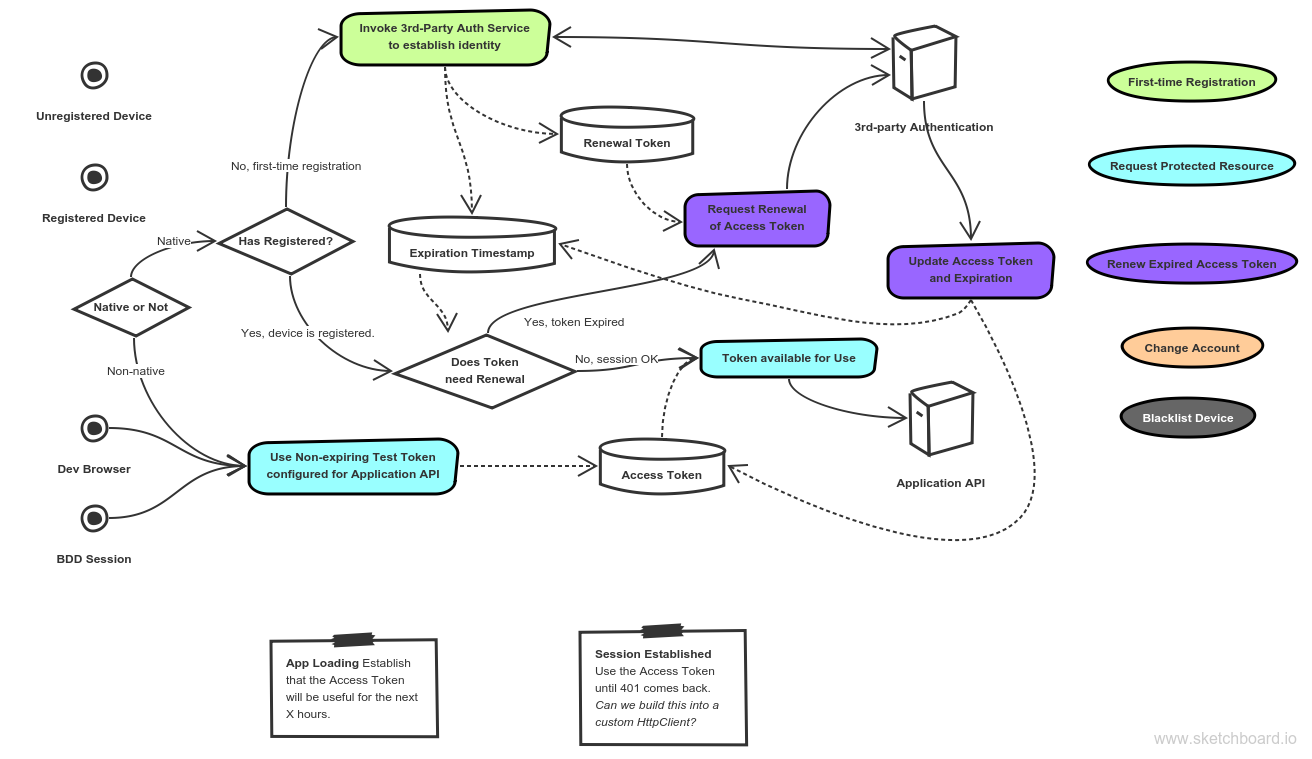 Invoke 3rd-Party Auth Service
to establish identity
Unregistered Device
Registered Device
No, first-time registration
Native
Has Registered?
Native or Not
Non-native
Yes, device is registered.
Renewal Token
Expiration Timestamp
Request Renewal
of Access Token
3rd-party Authentication
Update Access Token
and Expiration
Yes, token Expired
Does Token
need Renewal
No, session OK
Token available for Use
Dev Browser
Use Non-expiring Test Token
configured for Application API
Access Token
Application API
BDD Session
First-time Registration
Request Protected Resource
Renew Expired Access Token
Change Account
Blacklist Device
App Loading Establish
that the Access Token
will be useful for the next
X hours.
Session Established
Use the Access Token
until 401 comes back.
Can we build this into a
custom HttpClient?
www.sketchboard.io